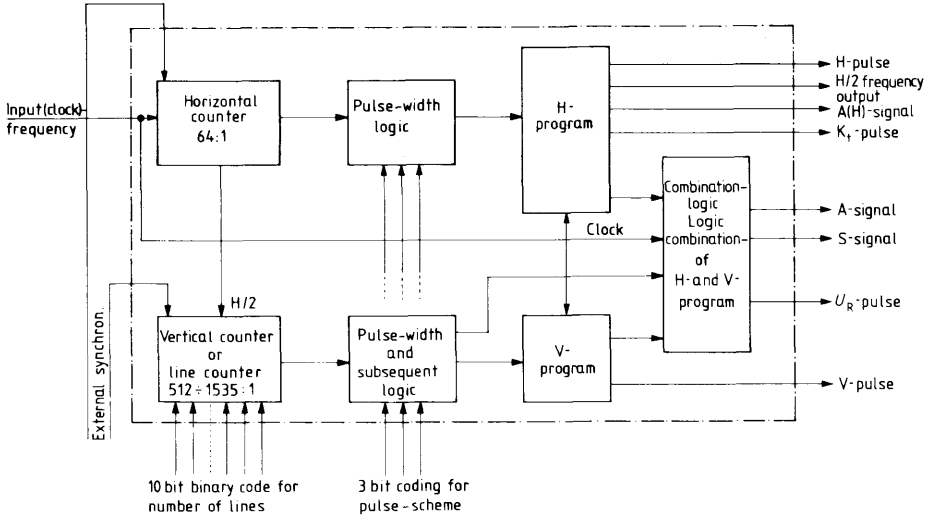 Input(clock)-
frequency
Horizontal
counter
64:1
Pulse-width
logic
H-
program
H-pulse
H/2 frequency
output
A(H)-signal
K₊-pulse
Combination-
logic
Logic
combination-
of
H- and V-
program
Clock
A-signal
S-signal
U_R-pulse
V-pulse
External synchron.
H/2
Vertical counter
or
line counter
512÷1535:1
Pulse-width
and
subsequent
logic
V-
program
10 bit binary code for
number of lines
3 bit coding for
pulse-scheme